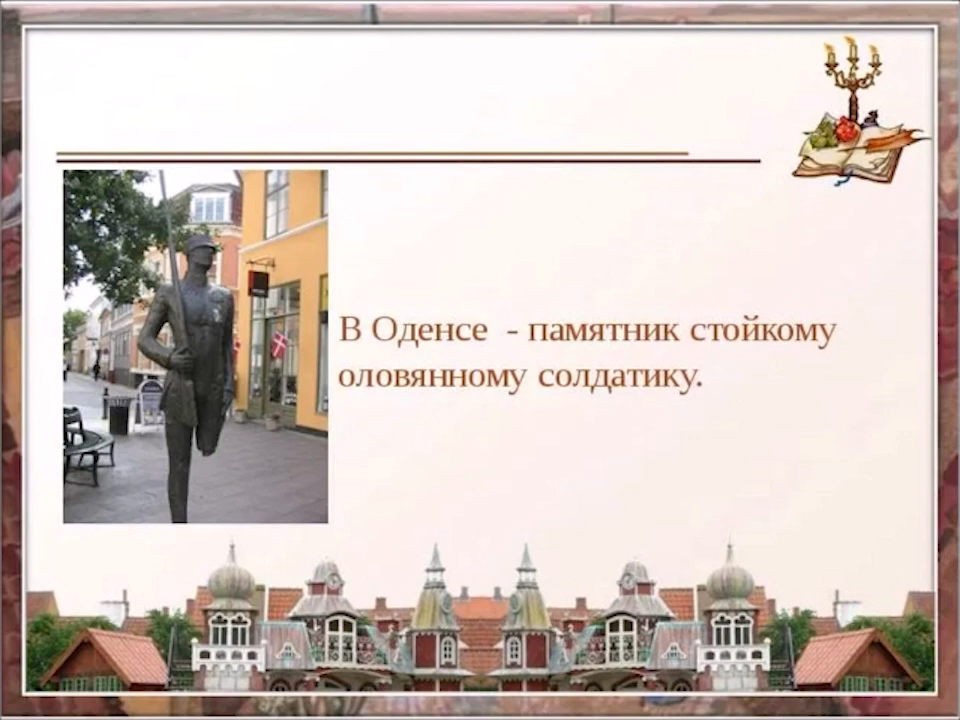 В Оденсе - памятник стойкому
оловянному солдатику.